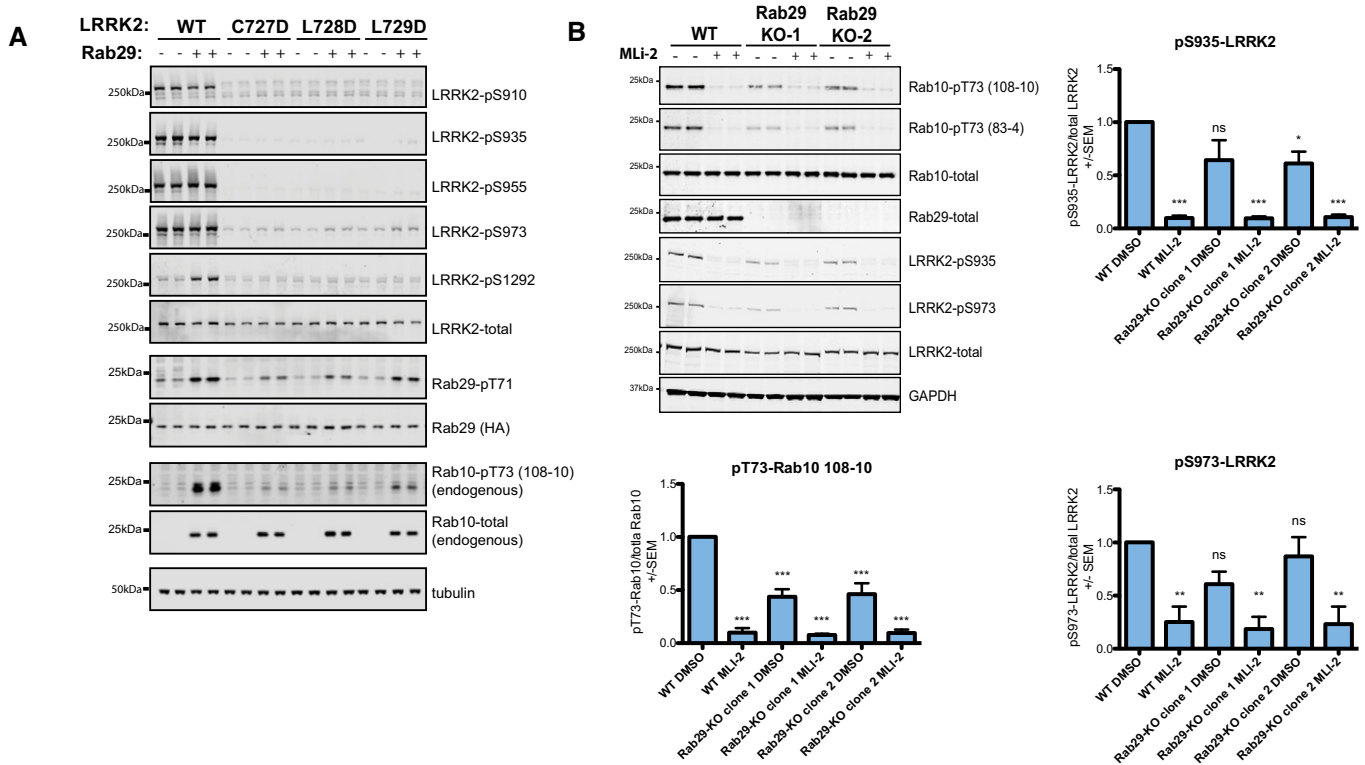 A
LRRK2: WT C727D L728D L729D
Rab29: - - + + - - + + - - + + - - + +
250kDa LRRK2-pS910
250kDa LRRK2-pS935
250kDa LRRK2-pS955
250kDa LRRK2-pS973
250kDa LRRK2-pS1292
250kDa LRRK2-total
25kDa Rab29-pT71
25kDa Rab29 (HA)
25kDa Rab10-pT73 (108-10)
(endogenous)
25kDa Rab10-total
(endogenous)
50kDa tubulin
B
WT Rab29 KO-1 Rab29 KO-2
MLi-2 - - + + - - + + - - + +
25kDa Rab10-pT73 (108-10)
Rab10-pT73 (83-4)
25kDa Rab10-total
Rab29-total
250kDa LRRK2-pS935
250kDa LRRK2-pS973
250kDa LRRK2-total
37kDa GAPDH
pS935-LRRK2
pS935-LRRK2/total LRRK2
+/-SEM
1.5
1.0
0.5
0.0
*** ns *** * ***
WT DMSO
WT MLI-2
Rab29-KO clone 1 DMSO
Rab29-KO clone 1 MLI-2
Rab29-KO clone 2 DMSO
Rab29-KO clone 2 MLI-2
pT73-Rab10 108-10
pT73-Rab10/totla Rab10
+/-SEM
1.5
1.0
0.5
0.0
*** *** *** *** ***
WT DMSO
WT MLI-2
Rab29-KO clone 1 DMSO
Rab29-KO clone 1 MLI-2
Rab29-KO clone 2 DMSO
Rab29-KO clone 2 MLI-2
pS973-LRRK2
pS973-LRRK2/total LRRK2
+/- SEM
1.5
1.0
0.5
0.0
** ns ** ns **
WT DMSO
WT MLI-2
Rab29-KO clone 1 DMSO
Rab29-KO clone 1 MLI-2
Rab29-KO clone 2 DMSO
Rab29-KO clone 2 MLI-2